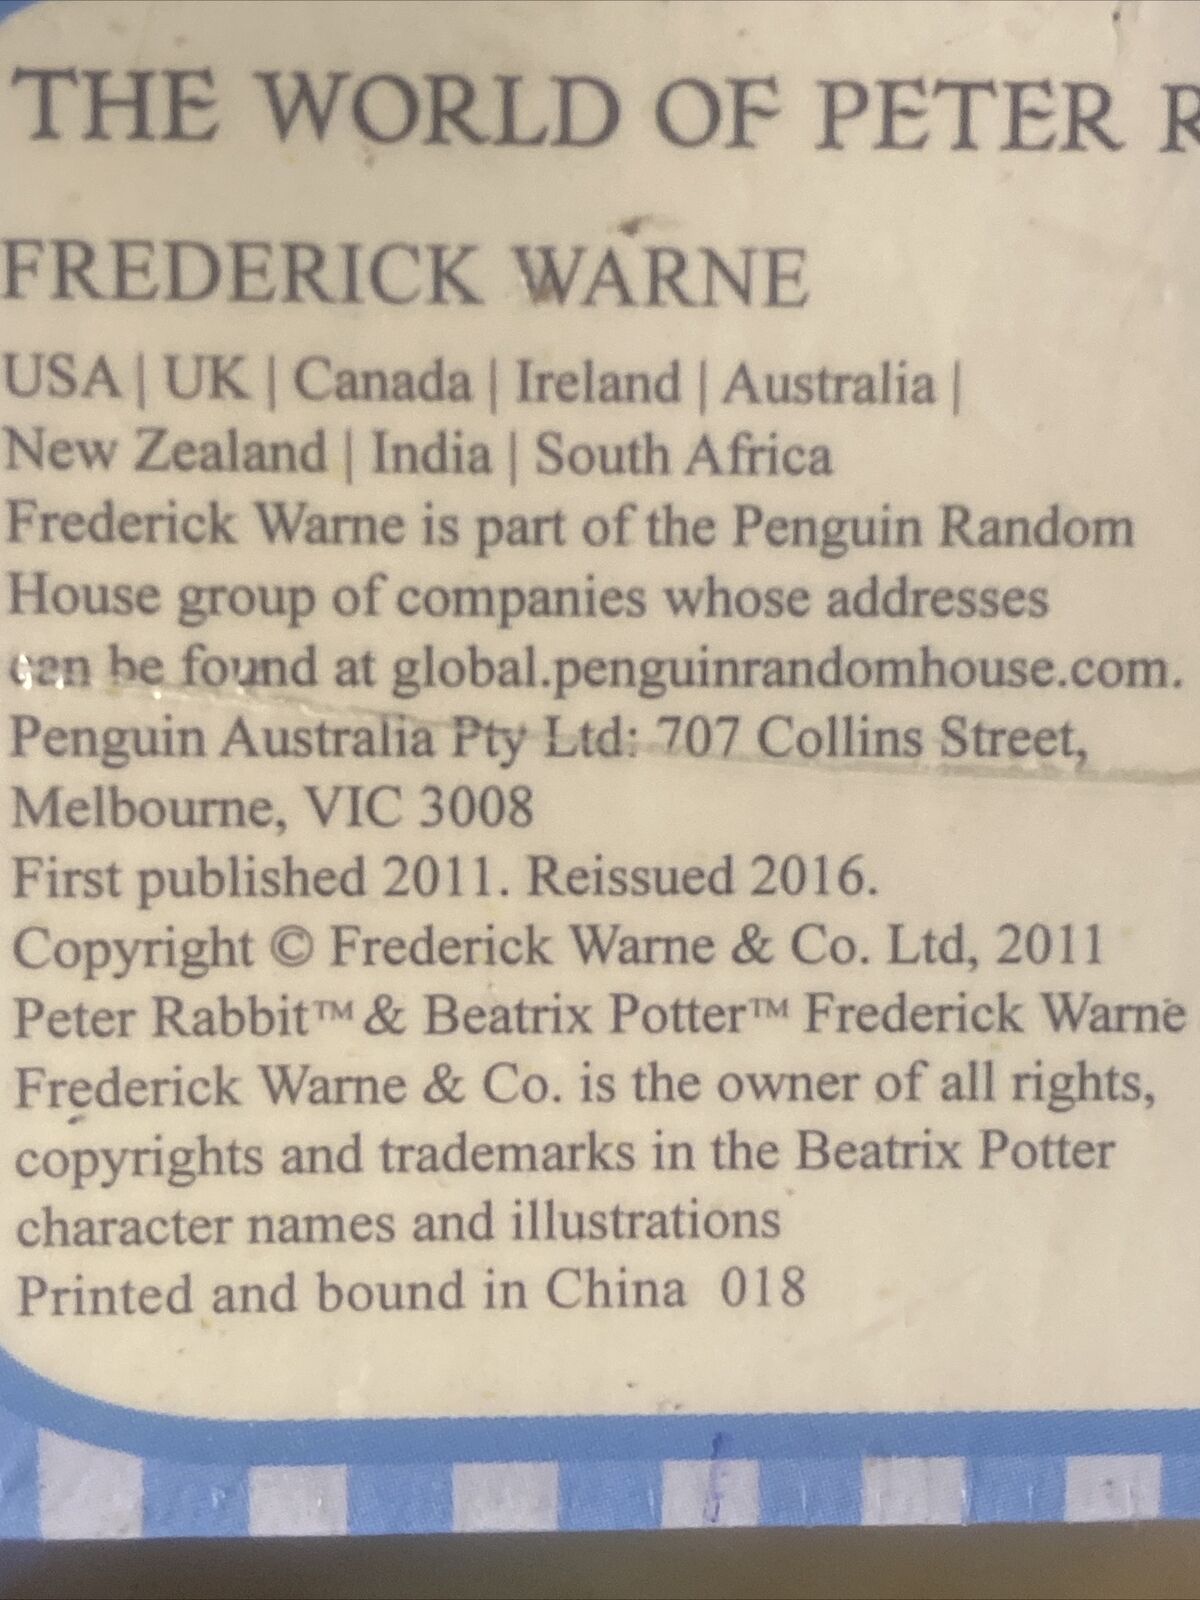 THE WORLD OF PETER R
FREDERICK WARNE
USA | UK | Canada | Ireland | Australia |
New Zealand | India | South Africa
Frederick Warne is part of the Penguin Random
House group of companies whose addresses
can be found at global.penguinrandomhouse.com.
Penguin Australia Pty Ltd: 707 Collins Street,
Melbourne, VIC 3008
First published 2011. Reissued 2016.
Copyright © Frederick Warne & Co. Ltd, 2011
Peter Rabbit™ & Beatrix Potter™ Frederick Warne
Frederick Warne & Co. is the owner of all rights,
copyrights and trademarks in the Beatrix Potter
character names and illustrations
Printed and bound in China 018